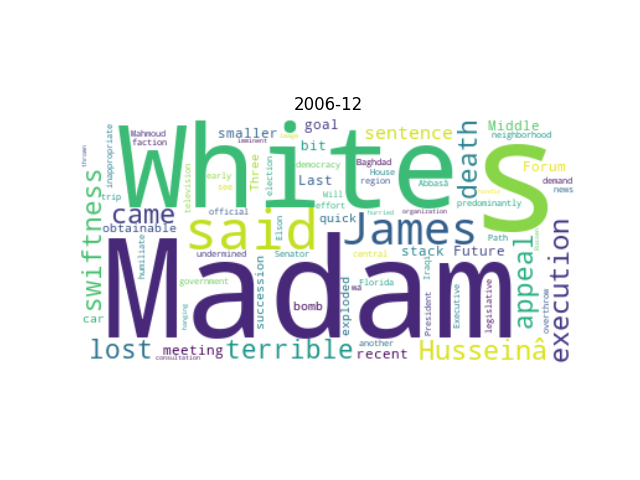 2006-12
Whites
Madam
said
James
Husseinâ
terrible
execution
swiftness
appeal
death
lost
came
sentence
smaller
goal
bit
Middle
neighborhood
Mahmoud
faction
inappropriate
thrown
trip
television
early
see
Three
imminent
image
election
democracy
Last
Will
effort
Baghdad
House
region
Abbasâ
Forum
demand
news
predominantly
handle
obtainable
official
Elson
quick
hurried
organization
stack
Future
Path
Russian
humiliate
undermined
government
succession
Senator
central
Iraqi
bomb
exploded
Florida
wa
President
Executive
legislative
overthrow
car
hanging
meeting
consultation
another
recent